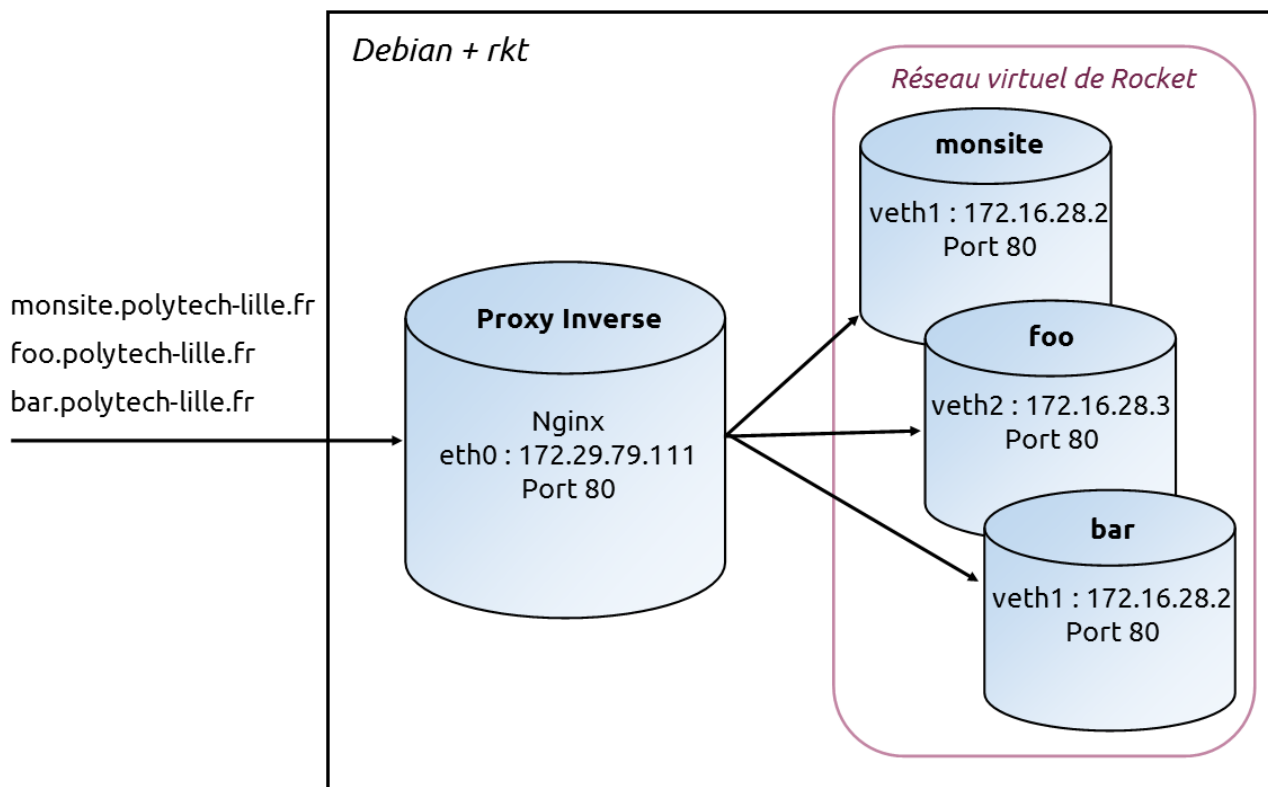 Debian + rkt
Réseau virtuel de Rocket
monsite
veth1 : 172.16.28.2
Port 80
monsite.polytech-lille.fr
foo.polytech-lille.fr
bar.polytech-lille.fr
Proxy Inverse
Nginx
eth0 : 172.29.79.111
Port 80
foo
veth2 : 172.16.28.3
Port 80
bar
veth1 : 172.16.28.2
Port 80